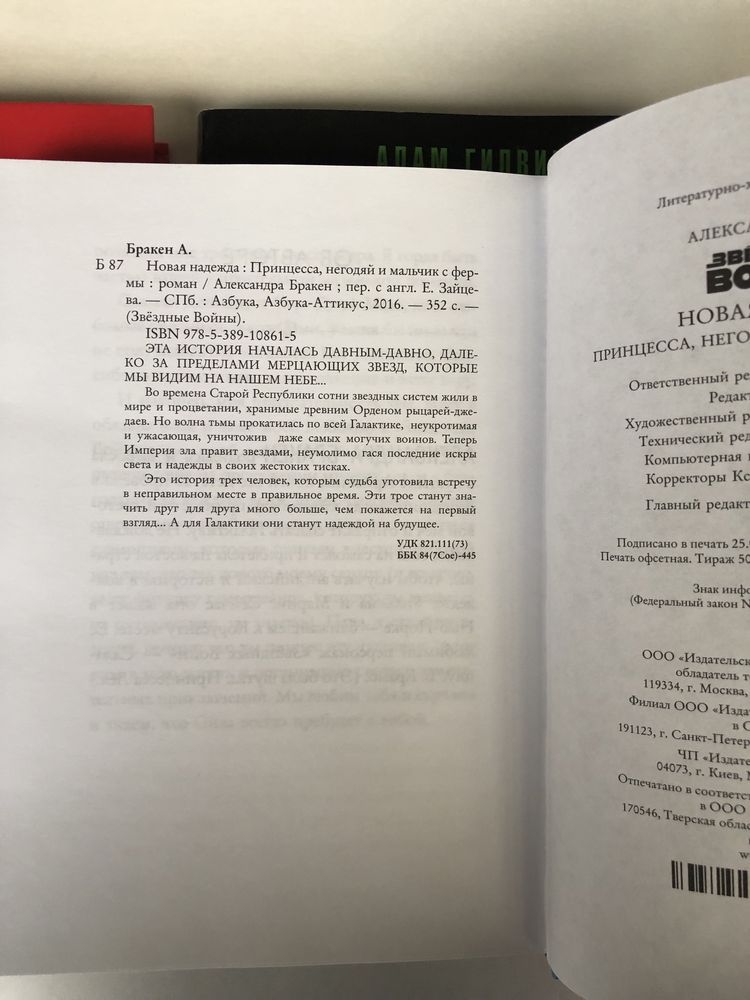 АДАМ
Бракен А.
Б 87 Новая надежда : Принцесса, негодяй и мальчик с фер-
мы : роман / Александра Бракен ; пер. с англ. Е. Зайце-
ва. — СПб. : Азбука, Азбука-Аттикус, 2016. — 352 с. —
(Звёздные Войны).
ISBN 978-5-389-10861-5
ЭТА ИСТОРИЯ НАЧАЛАСЬ ДАВНЫМ-ДАВНО, ДАЛЕ-
КО ЗА ПРЕДЕЛАМИ МЕРЦАЮЩИХ ЗВЕЗД, КОТОРЫЕ
МЫ ВИДИМ НА НАШЕМ НЕБЕ...
Во времена Старой Республики сотни звездных систем жили в
мире и процветании, хранимые древним Орденом рыцарей-дже-
даев. Но волна тьмы прокатилась по всей Галактике, неукротимая
и ужасающая, уничтожив даже самых могучих воинов. Теперь
Империя зла правит звездами, неумолимо гася последние искры
света и надежды в своих жестоких тисках.
Это история трех человек, которым судьба уготовила встречу
в неправильном месте в правильное время. Эти трое станут зна-
чить друг для друга много больше, чем покажется на первый
взгляд... А для Галактики они станут надеждой на будущее.
УДК 821.111(73)
ББК 84(7Сое)-445
Литературно-х
АЛЕКСА
ЗВЁ
ВО
НОВАЯ
ПРИНЦЕССА, НЕГО
Ответственный ре
Редак
Художественный р
Технический ред
Компьютерная
Корректоры Кс
Главный редакт
Подписано в печать 25.
Печать офсетная. Тираж 50
Знак инфо
(Федеральный закон N
ООО «Издательск
обладатель т
119334, г. Москва,
Филиал ООО «Издате
в С
191123, г. Санкт-Петер
ЧП «Издате
04073, г. Киев, М
Отпечатано в соответст
в ООО
170546, Тверская облас
w